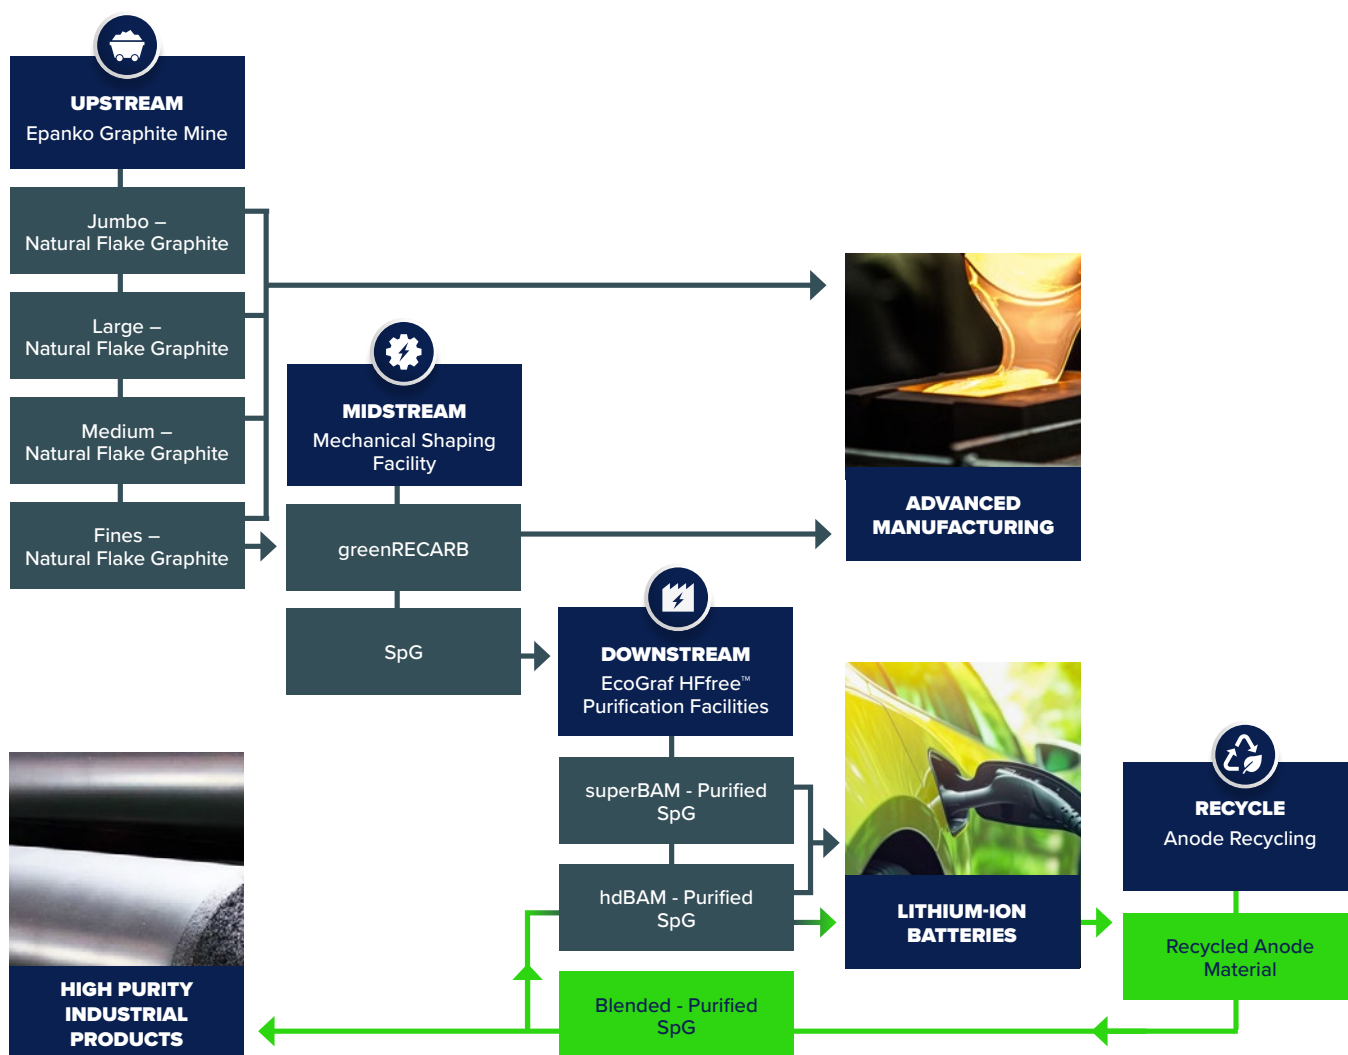 UPSTREAM
Epanko Graphite Mine
Jumbo –
Natural Flake Graphite
Large –
Natural Flake Graphite
Medium –
Natural Flake Graphite
Fines –
Natural Flake Graphite
MIDSTREAM
Mechanical Shaping
Facility
greenRECARB
SpG
ADVANCED
MANUFACTURING
DOWNSTREAM
EcoGraf HFfree™
Purification Facilities
superBAM - Purified
SpG
hdBAM - Purified
SpG
Blended - Purified
SpG
LITHIUM-ION
BATTERIES
RECYCLE
Anode Recycling
Recycled Anode
Material
HIGH PURITY
INDUSTRIAL
PRODUCTS